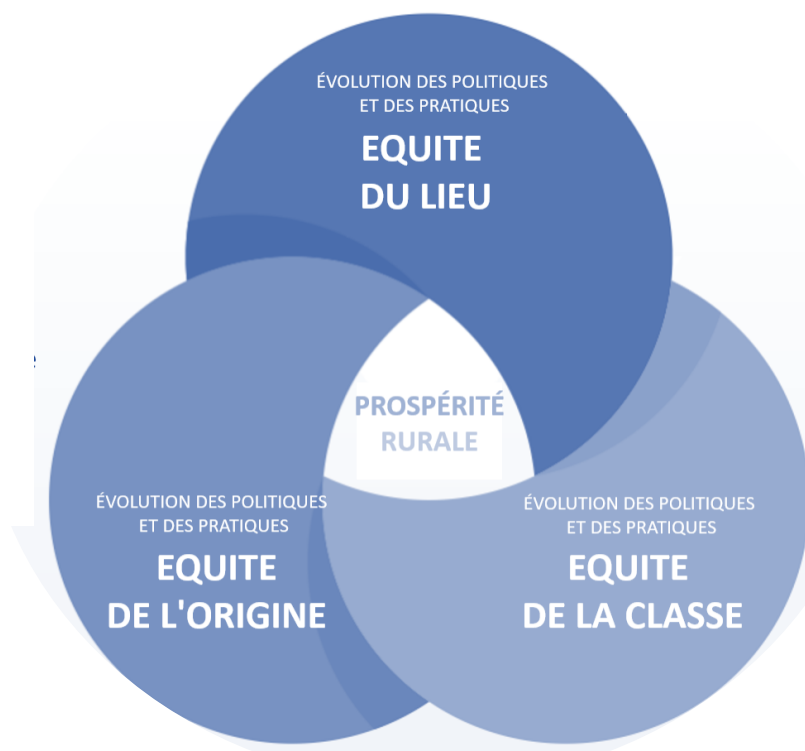 ÉVOLUTION DES POLITIQUES
ET DES PRATIQUES
EQUITE
DU LIEU
PROSPÉRITÉ
RURALE
ÉVOLUTION DES POLITIQUES
ET DES PRATIQUES
EQUITE
DE L'ORIGINE
ÉVOLUTION DES POLITIQUES
ET DES PRATIQUES
EQUITE
DE LA CLASSE